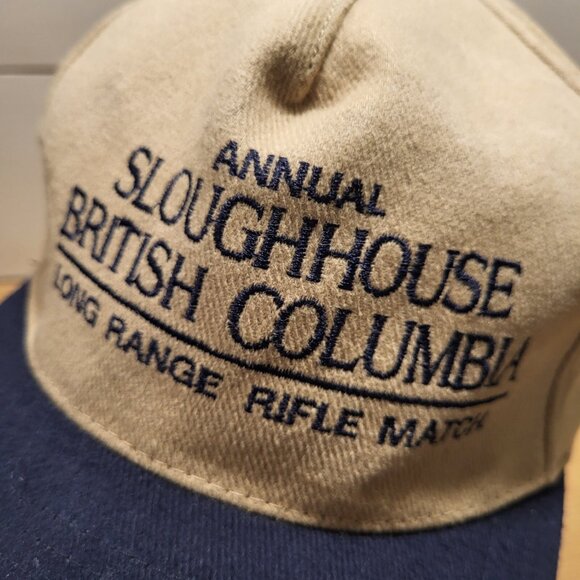 ANNUAL
SLOUGHHOUSE
BRITISH COLUMBIA
LONG RANGE RIFLE MATCH